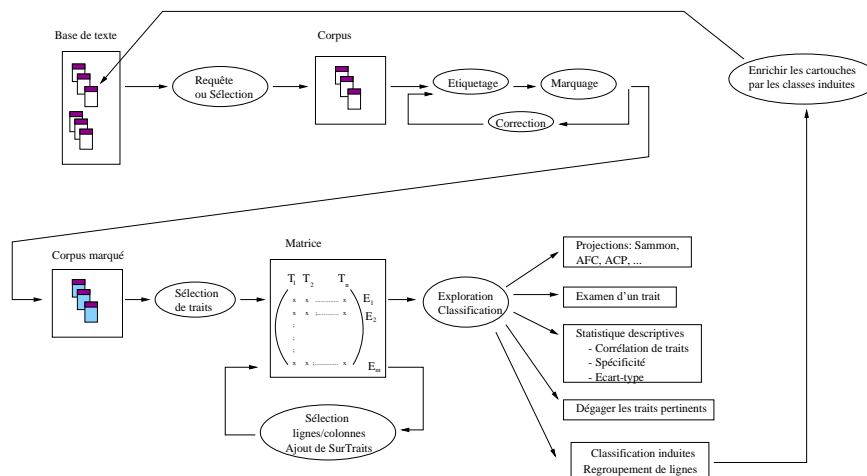 Base de texte
Corpus
Requête
ou Sélection
Etiquetage
Marquage
Correction
Enrichir les cartouches
par les classes induites
Corpus marqué
Matrice
Sélection
de traits
T1 T2 Tn
x x ............. x E1
x x ;............ x E2
;
:
:
x x ;............ x Em
Exploration
Classification
Sélection
lignes/colonnes
Ajout de SurTraits
Projections: Sammon,
AFC, ACP, ...
Examen d'un trait
Statistique descriptives
- Corrélation de traits
- Spécificité
- Ecart-type
Dégager les traits pertinents
Classification induites
Regroupement de lignes